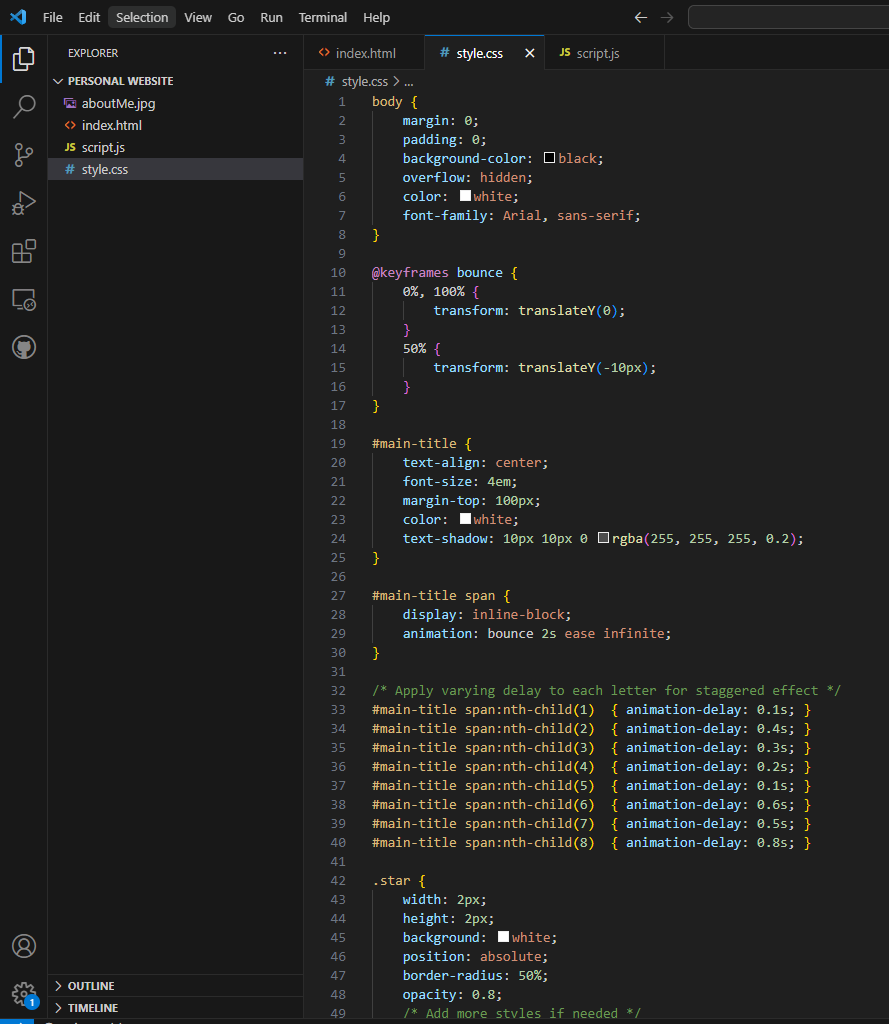 File Edit Selection View Go Run Terminal Help
EXPLORER ...
PERSONAL WEBSITE
aboutMe.jpg
<> index.html
JS script.js
# style.css
OUTLINE
TIMELINE
1
<> index.html # style.css × JS script.js
# style.css > ...
1 body {
2 margin: 0;
3 padding: 0;
4 background-color: black;
5 overflow: hidden;
6 color: white;
7 font-family: Arial, sans-serif;
8 }
9
10 @keyframes bounce {
11 0%, 100% {
12 transform: translateY(0);
13 }
14 50% {
15 transform: translateY(-10px);
16 }
17 }
18
19 #main-title {
20 text-align: center;
21 font-size: 4em;
22 margin-top: 100px;
23 color: white;
24 text-shadow: 10px 10px 0 rgba(255, 255, 255, 0.2);
25 }
26
27 #main-title span {
28 display: inline-block;
29 animation: bounce 2s ease infinite;
30 }
31
32 /* Apply varying delay to each letter for staggered effect */
33 #main-title span:nth-child(1) { animation-delay: 0.1s; }
34 #main-title span:nth-child(2) { animation-delay: 0.4s; }
35 #main-title span:nth-child(3) { animation-delay: 0.3s; }
36 #main-title span:nth-child(4) { animation-delay: 0.2s; }
37 #main-title span:nth-child(5) { animation-delay: 0.1s; }
38 #main-title span:nth-child(6) { animation-delay: 0.6s; }
39 #main-title span:nth-child(7) { animation-delay: 0.5s; }
40 #main-title span:nth-child(8) { animation-delay: 0.8s; }
41
42 .star {
43 width: 2px;
44 height: 2px;
45 background: white;
46 position: absolute;
47 border-radius: 50%;
48 opacity: 0.8;
49 /* Add more styles if needed */